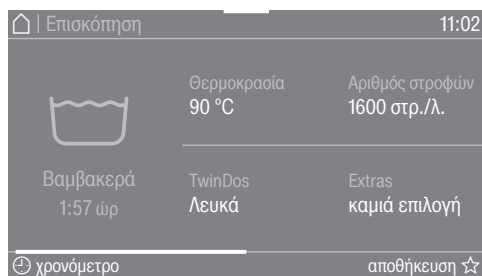 | Επισκόπηση 11:02
Θερμοκρασία Αριθμός στροφών
90 °C 1600 στρ./λ.
Βαμβακερά TwinDos Extras
1:57 ώρ Λευκά καμιά επιλογή
χρονόμετρο αποθήκευση